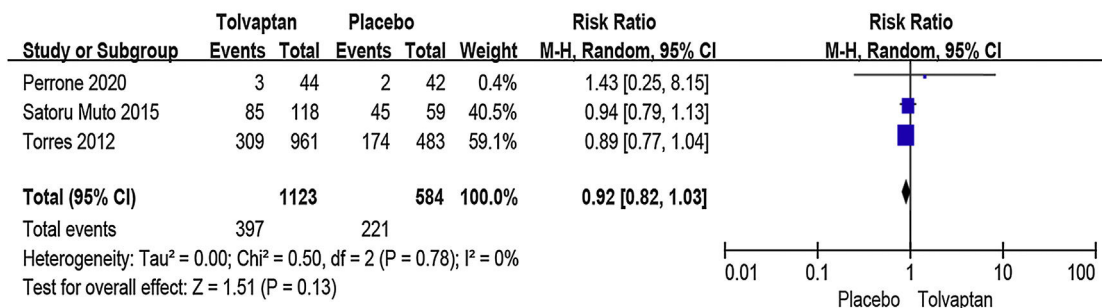 Tolvaptan Placebo Risk Ratio Risk Ratio
Study or Subgroup Events Total Events Total Weight M-H, Random, 95% CI M-H, Random, 95% CI
Perrone 2020 3 44 2 42 0.4% 1.43 [0.25, 8.15]
Satoru Muto 2015 85 118 45 59 40.5% 0.94 [0.79, 1.13]
Torres 2012 309 961 174 483 59.1% 0.89 [0.77, 1.04]
Total (95% CI) 1123 584 100.0% 0.92 [0.82, 1.03]
Total events 397 221
Heterogeneity: Tau² = 0.00; Chi² = 0.50, df = 2 (P = 0.78); I² = 0%
Test for overall effect: Z = 1.51 (P = 0.13)
0.01 0.1 1 10 100
Placebo Tolvaptan